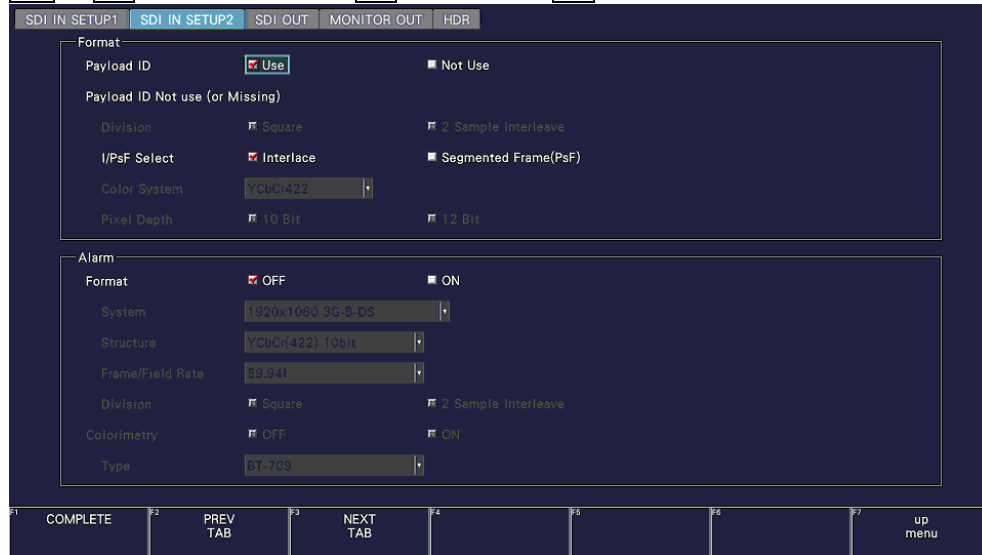 SDI IN SETUP1 SDI IN SETUP2 SDI OUT MONITOR OUT HDR
Format
Payload ID Use Not Use
Payload ID Not use (or Missing)
Division Square 2 Sample Interleave
I/PsF Select Interlace Segmented Frame(PsF)
Color System YCbCr422
Pixel Depth 10 Bit 12 Bit
Alarm
Format OFF ON
System 1920x1080 3G-B-DS
Structure YCbCr(422) 10bit
Frame/Field Rate 59.94I
Division Square 2 Sample Interleave
Colorimetry OFF ON
Type BT-709
F1 COMPLETE F2 PREV TAB F3 NEXT TAB F4 F5 F6 F7 up menu